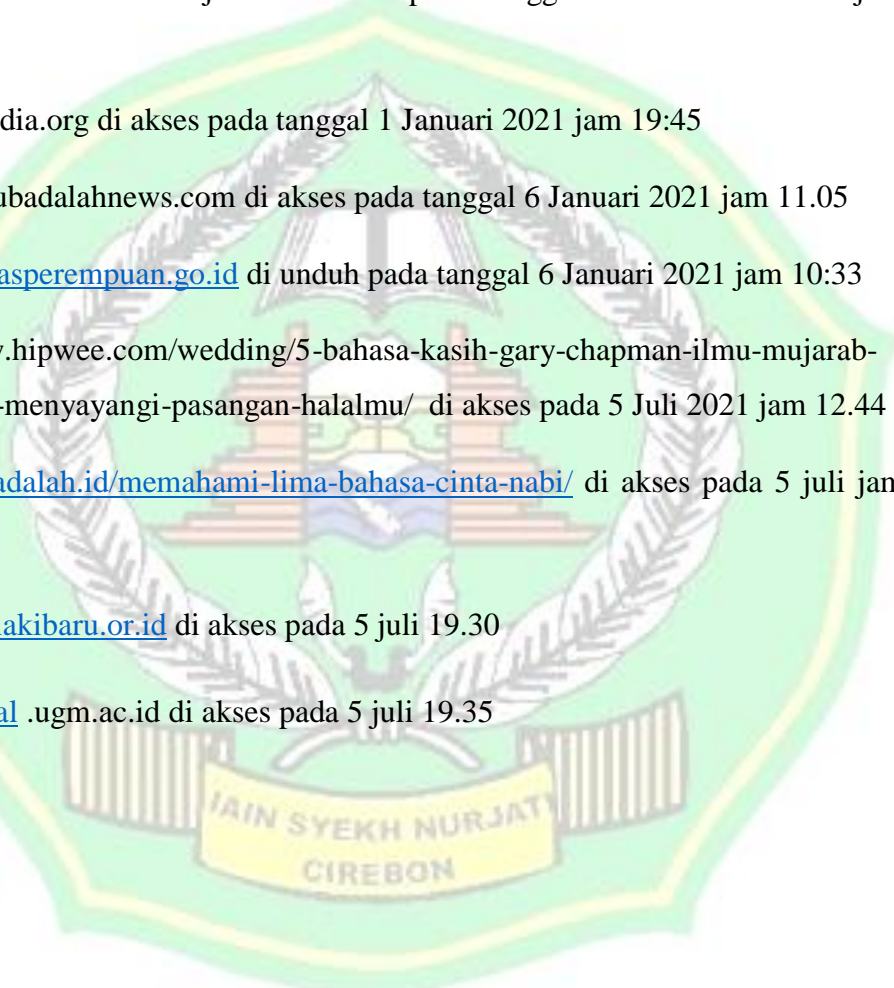 dia.org di akses pada tanggal 1 Januari 2021 jam 19:45
ubadalahnews.com di akses pada tanggal 6 Januari 2021 jam 11.05
asperempuan.go.id di unduh pada tanggal 6 Januari 2021 jam 10:33
.hipwee.com/wedding/5-bahasa-kasih-gary-chapman-ilmu-mujarab-
-menyayangi-pasangan-halalmu/ di akses pada 5 Juli 2021 jam 12.44
adalah.id/memahami-lima-bahasa-cinta-nabi/ di akses pada 5 juli jam
lakibaru.or.id di akses pada 5 juli 19.30
al .ugm.ac.id di akses pada 5 juli 19.35
IAIN SYEKH NURJATI
CIREBON